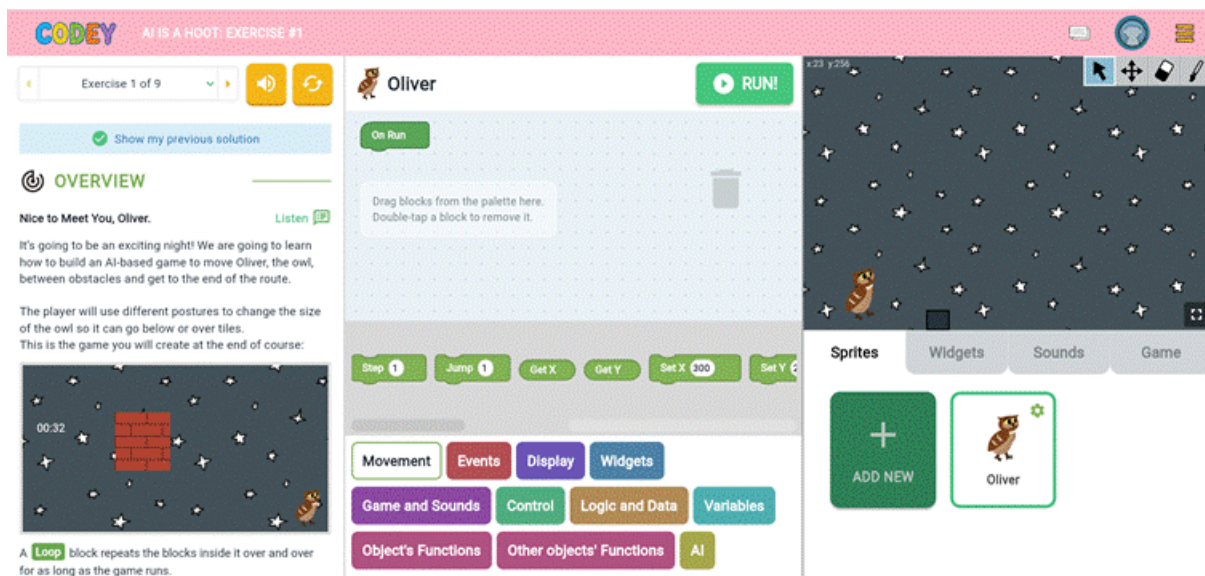 CODEY
AI IS A HOOT: EXERCISE #1
Exercise 1 of 9
Show my previous solution
OVERVIEW
Nice to Meet You, Oliver.
Listen
It's going to be an exciting night! We are going to learn
how to build an AI-based game to move Oliver, the owl,
between obstacles and get to the end of the route.
The player will use different postures to change the size
of the owl so it can go below or over tiles.
This is the game you will create at the end of course:
00:32
A Loop block repeats the blocks inside it over and over
for as long as the game runs.
Oliver
RUN!
On Run
Drag blocks from the palette here.
Double-tap a block to remove it.
Step 1
Jump 1
Get X
Get Y
Set X 300
Set Y
Movement
Events
Display
Widgets
Game and Sounds
Control
Logic and Data
Variables
Object's Functions
Other objects' Functions
AI
x:23 y:256
Sprites
Widgets
Sounds
Game
ADD NEW
Oliver